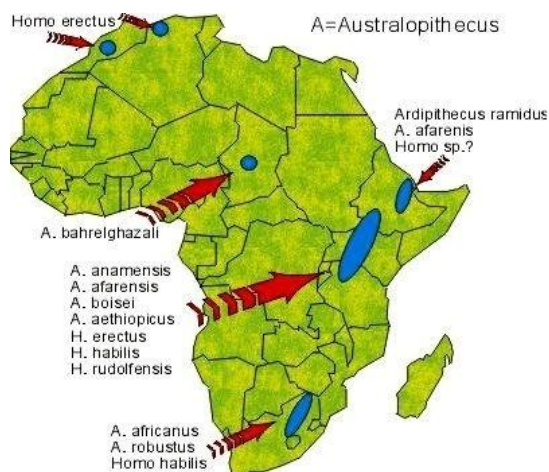 Homo erectus
A=Australopithecus
Ardipithecus ramidus
A. afarenis
Homo sp.?
A. bahrelghazali
A. anamensis
A. afarensis
A. boisei
A. aethiopicus
H. erectus
H. habilis
H. rudolfensis
A. africanus
A. robustus
Homo habilis